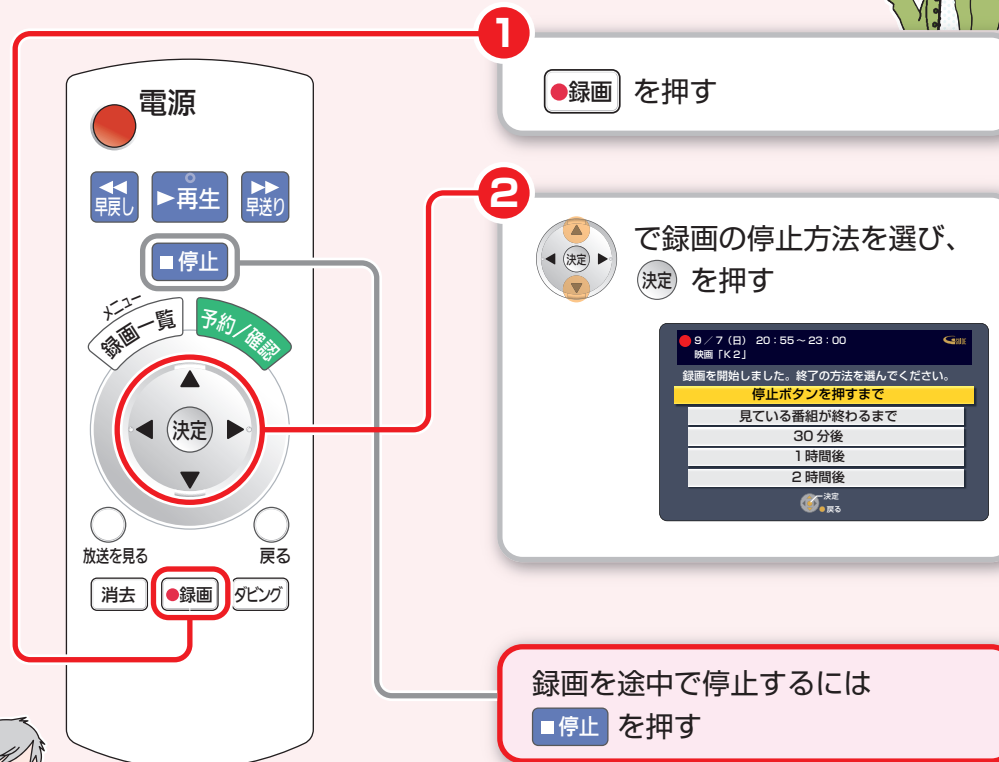 1
●録画 を押す
電源
◀◀
早戻し
▶再生
▶▶
早送り
■停止
メニュー
録画一覧
予約/確認
▲
◀ 決定 ▶
▼
放送を見る
戻る
消去
●録画
ダビング
2
決定 で録画の停止方法を選び、
決定 を押す
9/7(日) 20:55~23:00
映画「K2」
録画を開始しました。終了の方法を選んでください。
停止ボタンを押すまで
見ている番組が終わるまで
30分後
1時間後
2時間後
決定
戻る
録画を途中で停止するには
■停止 を押す